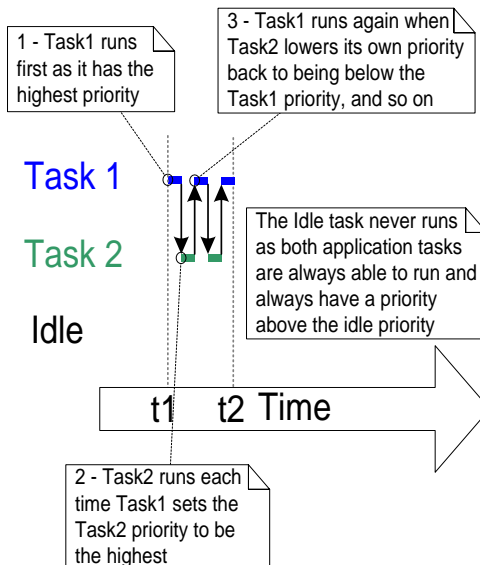 1 - Task1 runs
first as it has the
highest priority
3 - Task1 runs again when
Task2 lowers its own priority
back to being below the
Task1 priority, and so on
Task 1
Task 2
Idle
The Idle task never runs
as both application tasks
are always able to run and
always have a priority
above the idle priority
t1 t2 Time
2 - Task2 runs each
time Task1 sets the
Task2 priority to be
the highest